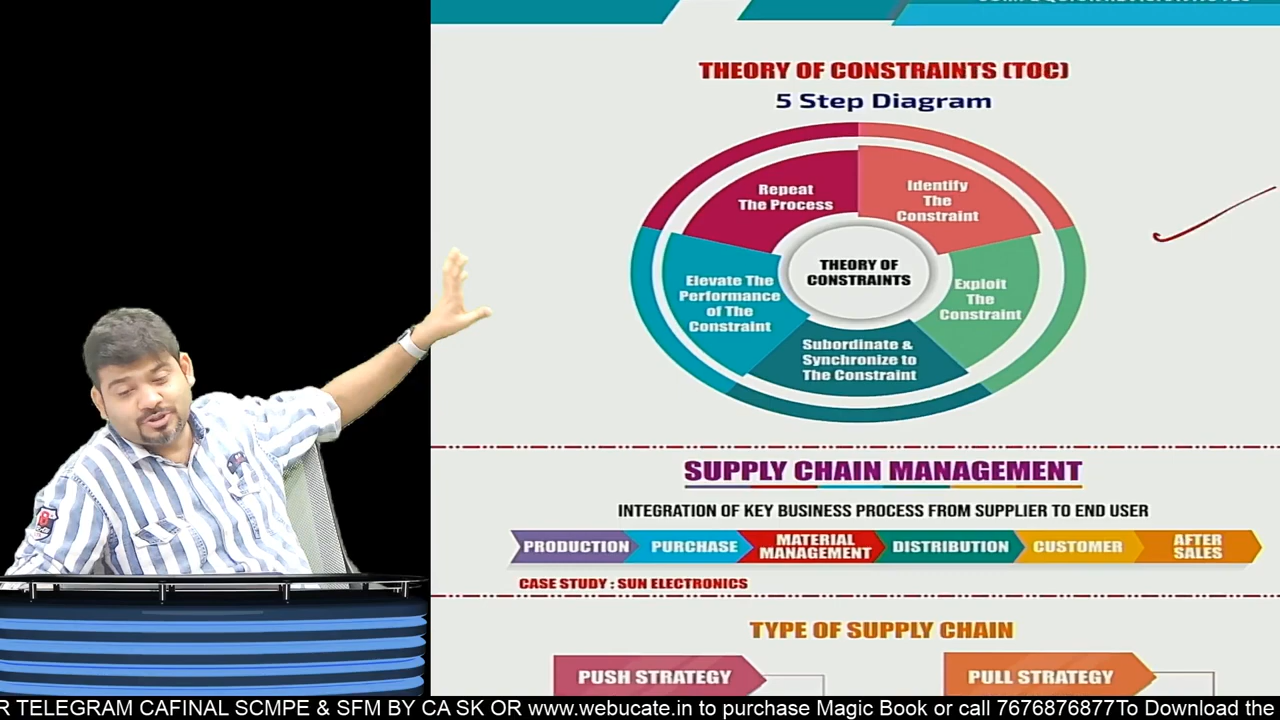 THEORY OF CONSTRAINTS (TOC)
5 Step Diagram
Repeat
The Process
Identify
The
Constraint
THEORY OF
CONSTRAINTS
Elevate The
Performance
of The
Constraint
Exploit
The
Constraint
Subordinate &
Synchronize to
The Constraint
SUPPLY CHAIN MANAGEMENT
INTEGRATION OF KEY BUSINESS PROCESS FROM SUPPLIER TO END USER
PRODUCTION
PURCHASE
MATERIAL
MANAGEMENT
DISTRIBUTION
CUSTOMER
AFTER
SALES
CASE STUDY : SUN ELECTRONICS
TYPE OF SUPPLY CHAIN
PUSH STRATEGY
PULL STRATEGY
R TELEGRAM CAFINAL SCMPE & SFM BY CA SK OR www.webucate.in to purchase Magic Book or call 7676876877To Download the